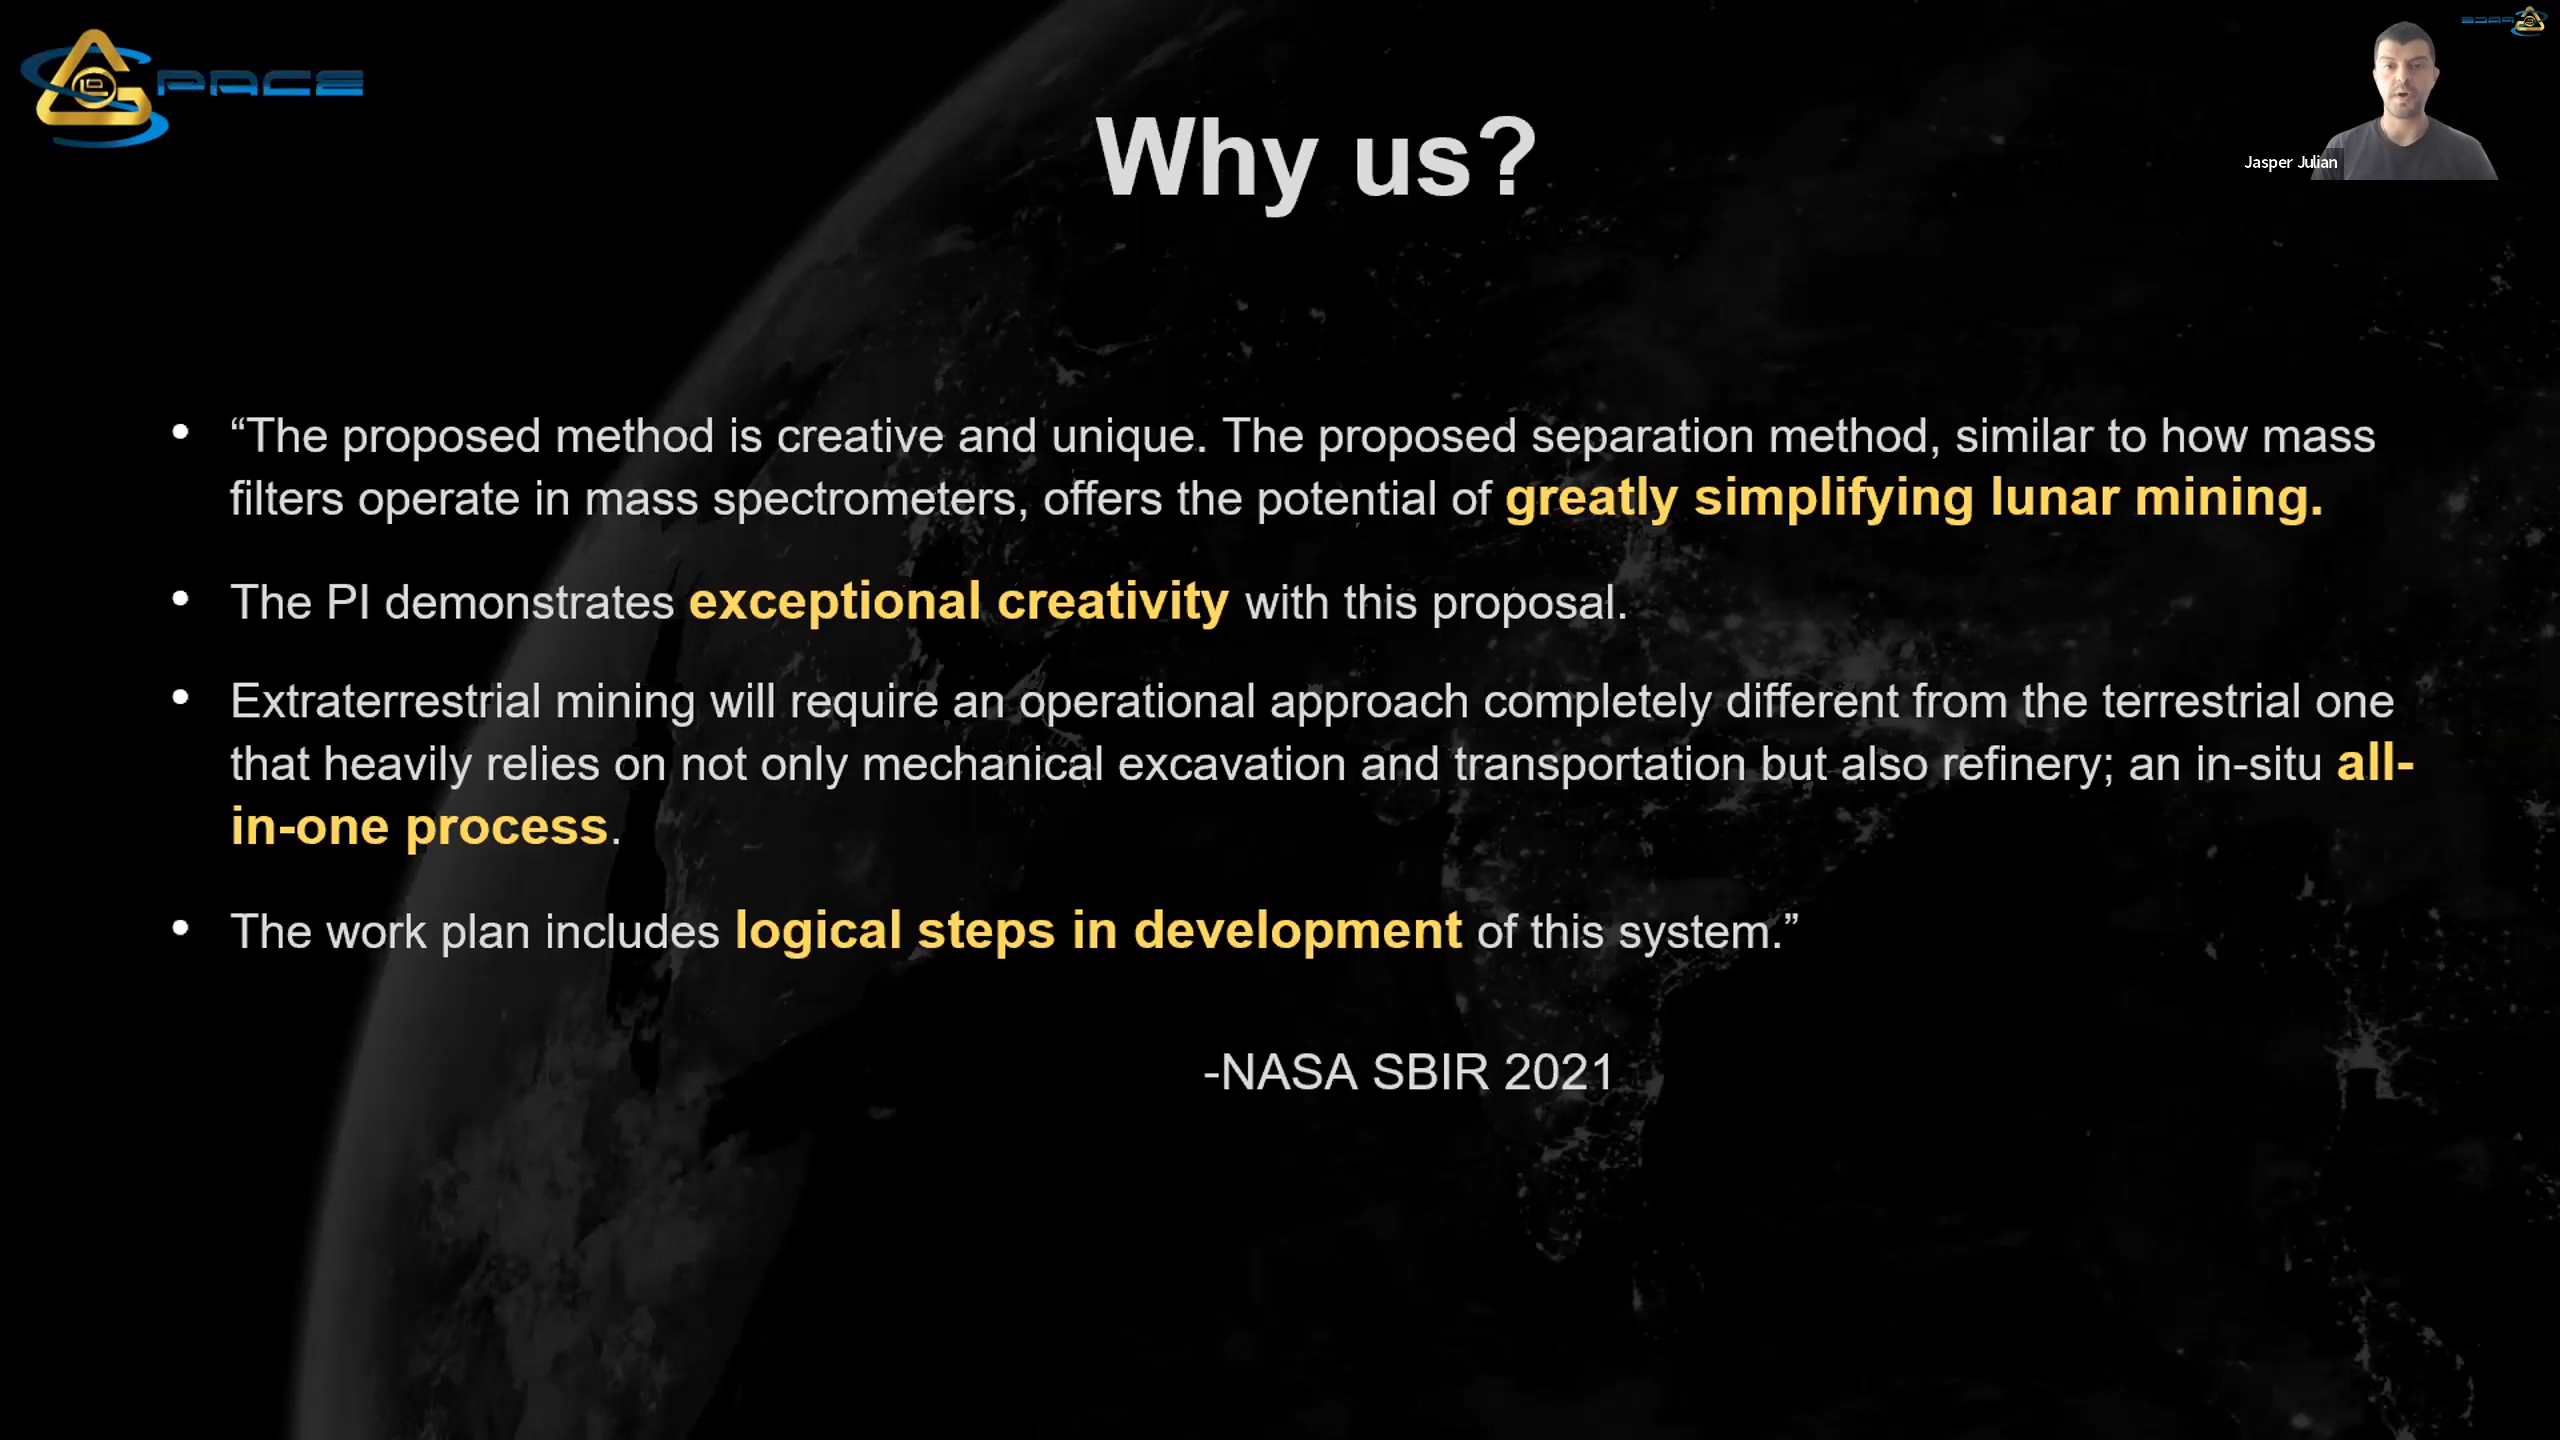 SPACE
Why us?
Jasper Julian
• “The proposed method is creative and unique. The proposed separation method, similar to how mass
filters operate in mass spectrometers, offers the potential of greatly simplifying lunar mining.
• The PI demonstrates exceptional creativity with this proposal.
• Extraterrestrial mining will require an operational approach completely different from the terrestrial one
that heavily relies on not only mechanical excavation and transportation but also refinery; an in-situ all-
in-one process.
• The work plan includes logical steps in development of this system.”
-NASA SBIR 2021